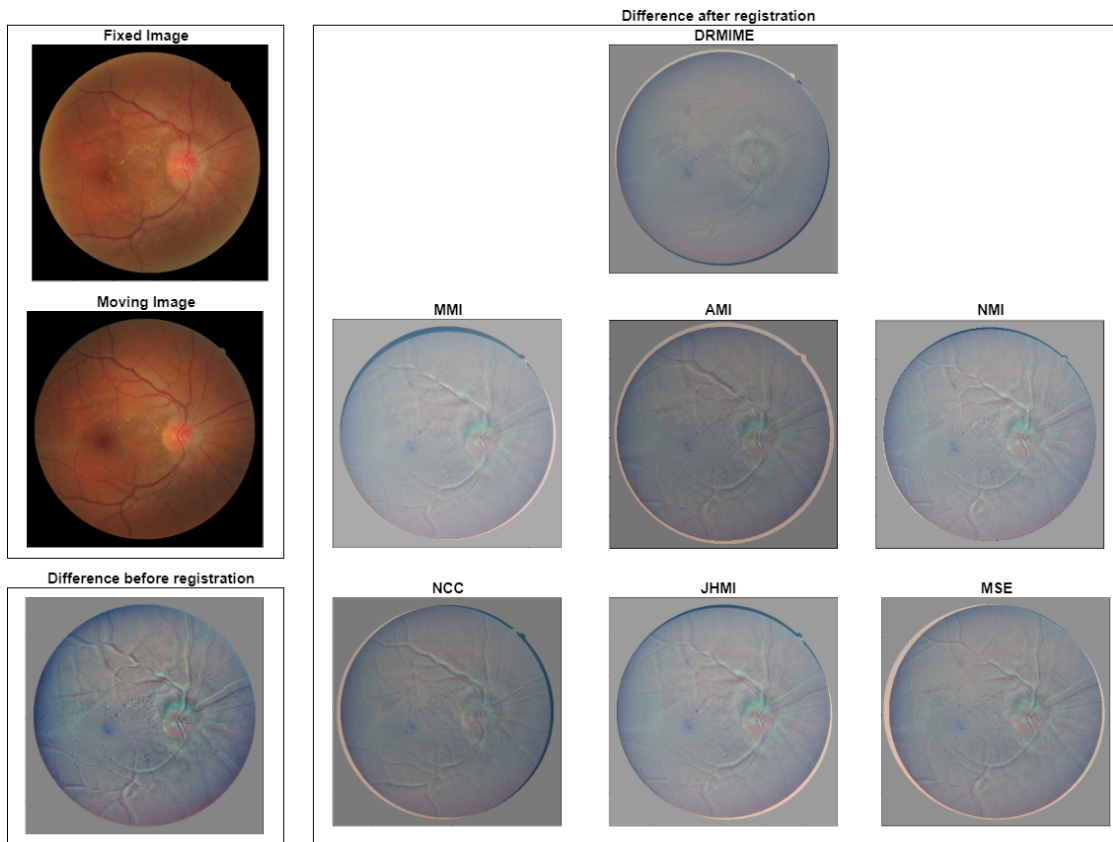 Fixed Image
Moving Image
Difference before registration
Difference after registration
DRMIME
MMI
AMI
NMI
NCC
JHMI
MSE